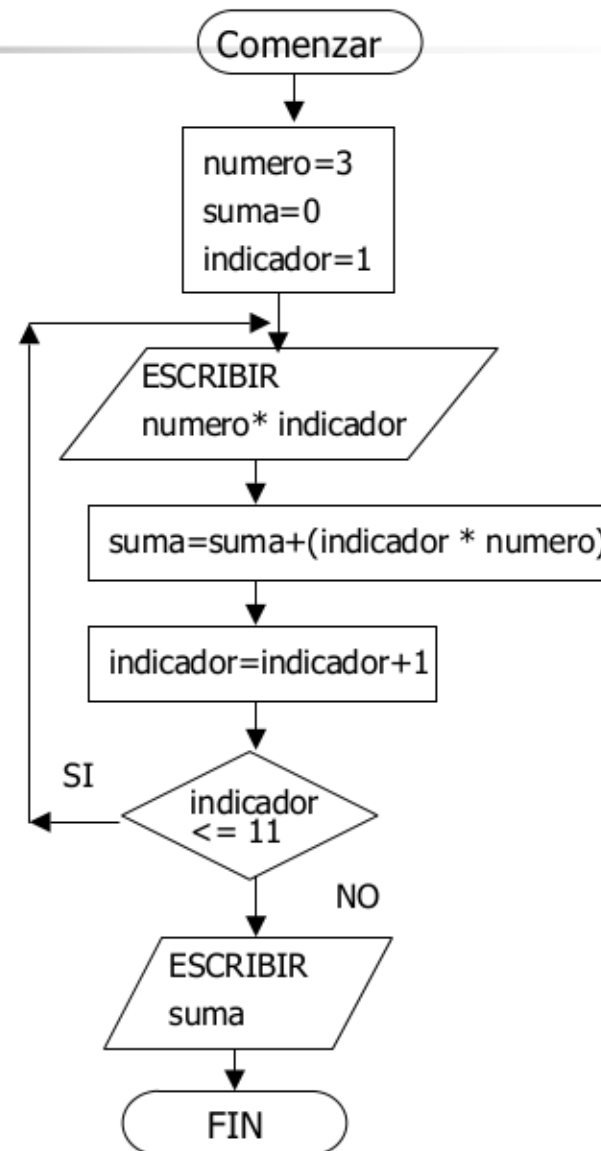 Comenzar
numero=3
suma=0
indicador=1
ESCRIBIR
numero* indicador
suma=suma+(indicador * numero)
indicador=indicador+1
SI
indicador
<= 11
NO
ESCRIBIR
suma
FIN